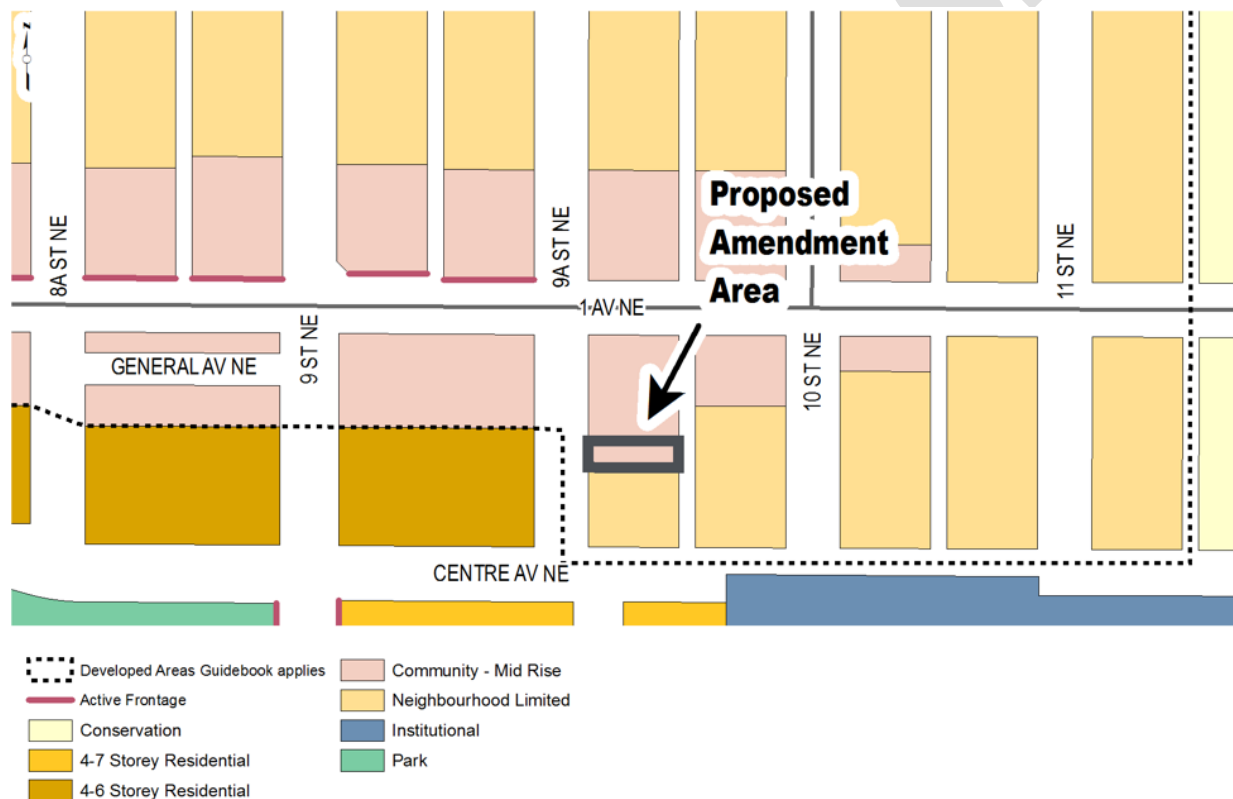 N
Proposed
Amendment
Area
8A ST NE
9A ST NE
11 ST NE
1 AV NE
GENERAL AV NE
9 ST NE
10 ST NE
CENTRE AV NE
Developed Areas Guidebook applies
Active Frontage
Conservation
4-7 Storey Residential
4-6 Storey Residential
Community - Mid Rise
Neighbourhood Limited
Institutional
Park